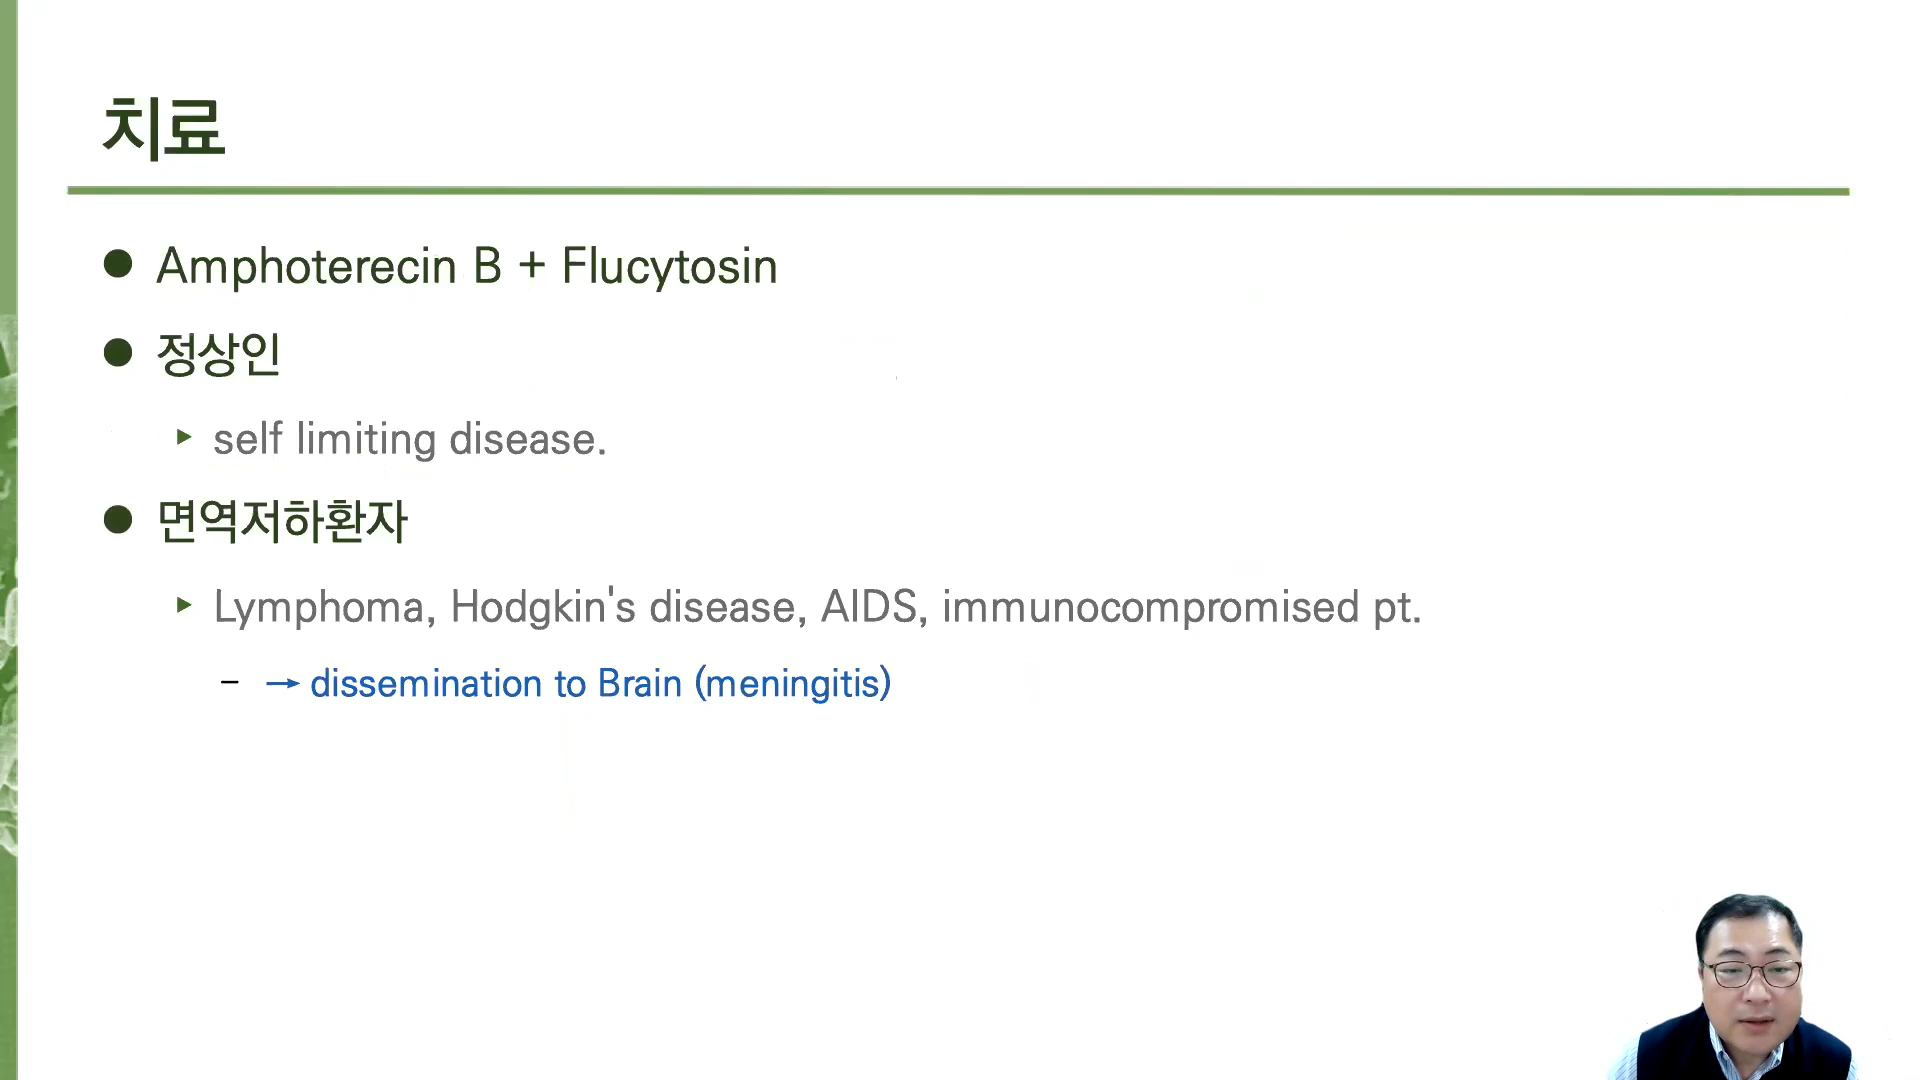 치료
● Amphoterecin B + Flucytosin
● 정상인
▸ self limiting disease.
● 면역저하환자
▸ Lymphoma, Hodgkin's disease, AIDS, immunocompromised pt.
– → dissemination to Brain (meningitis)